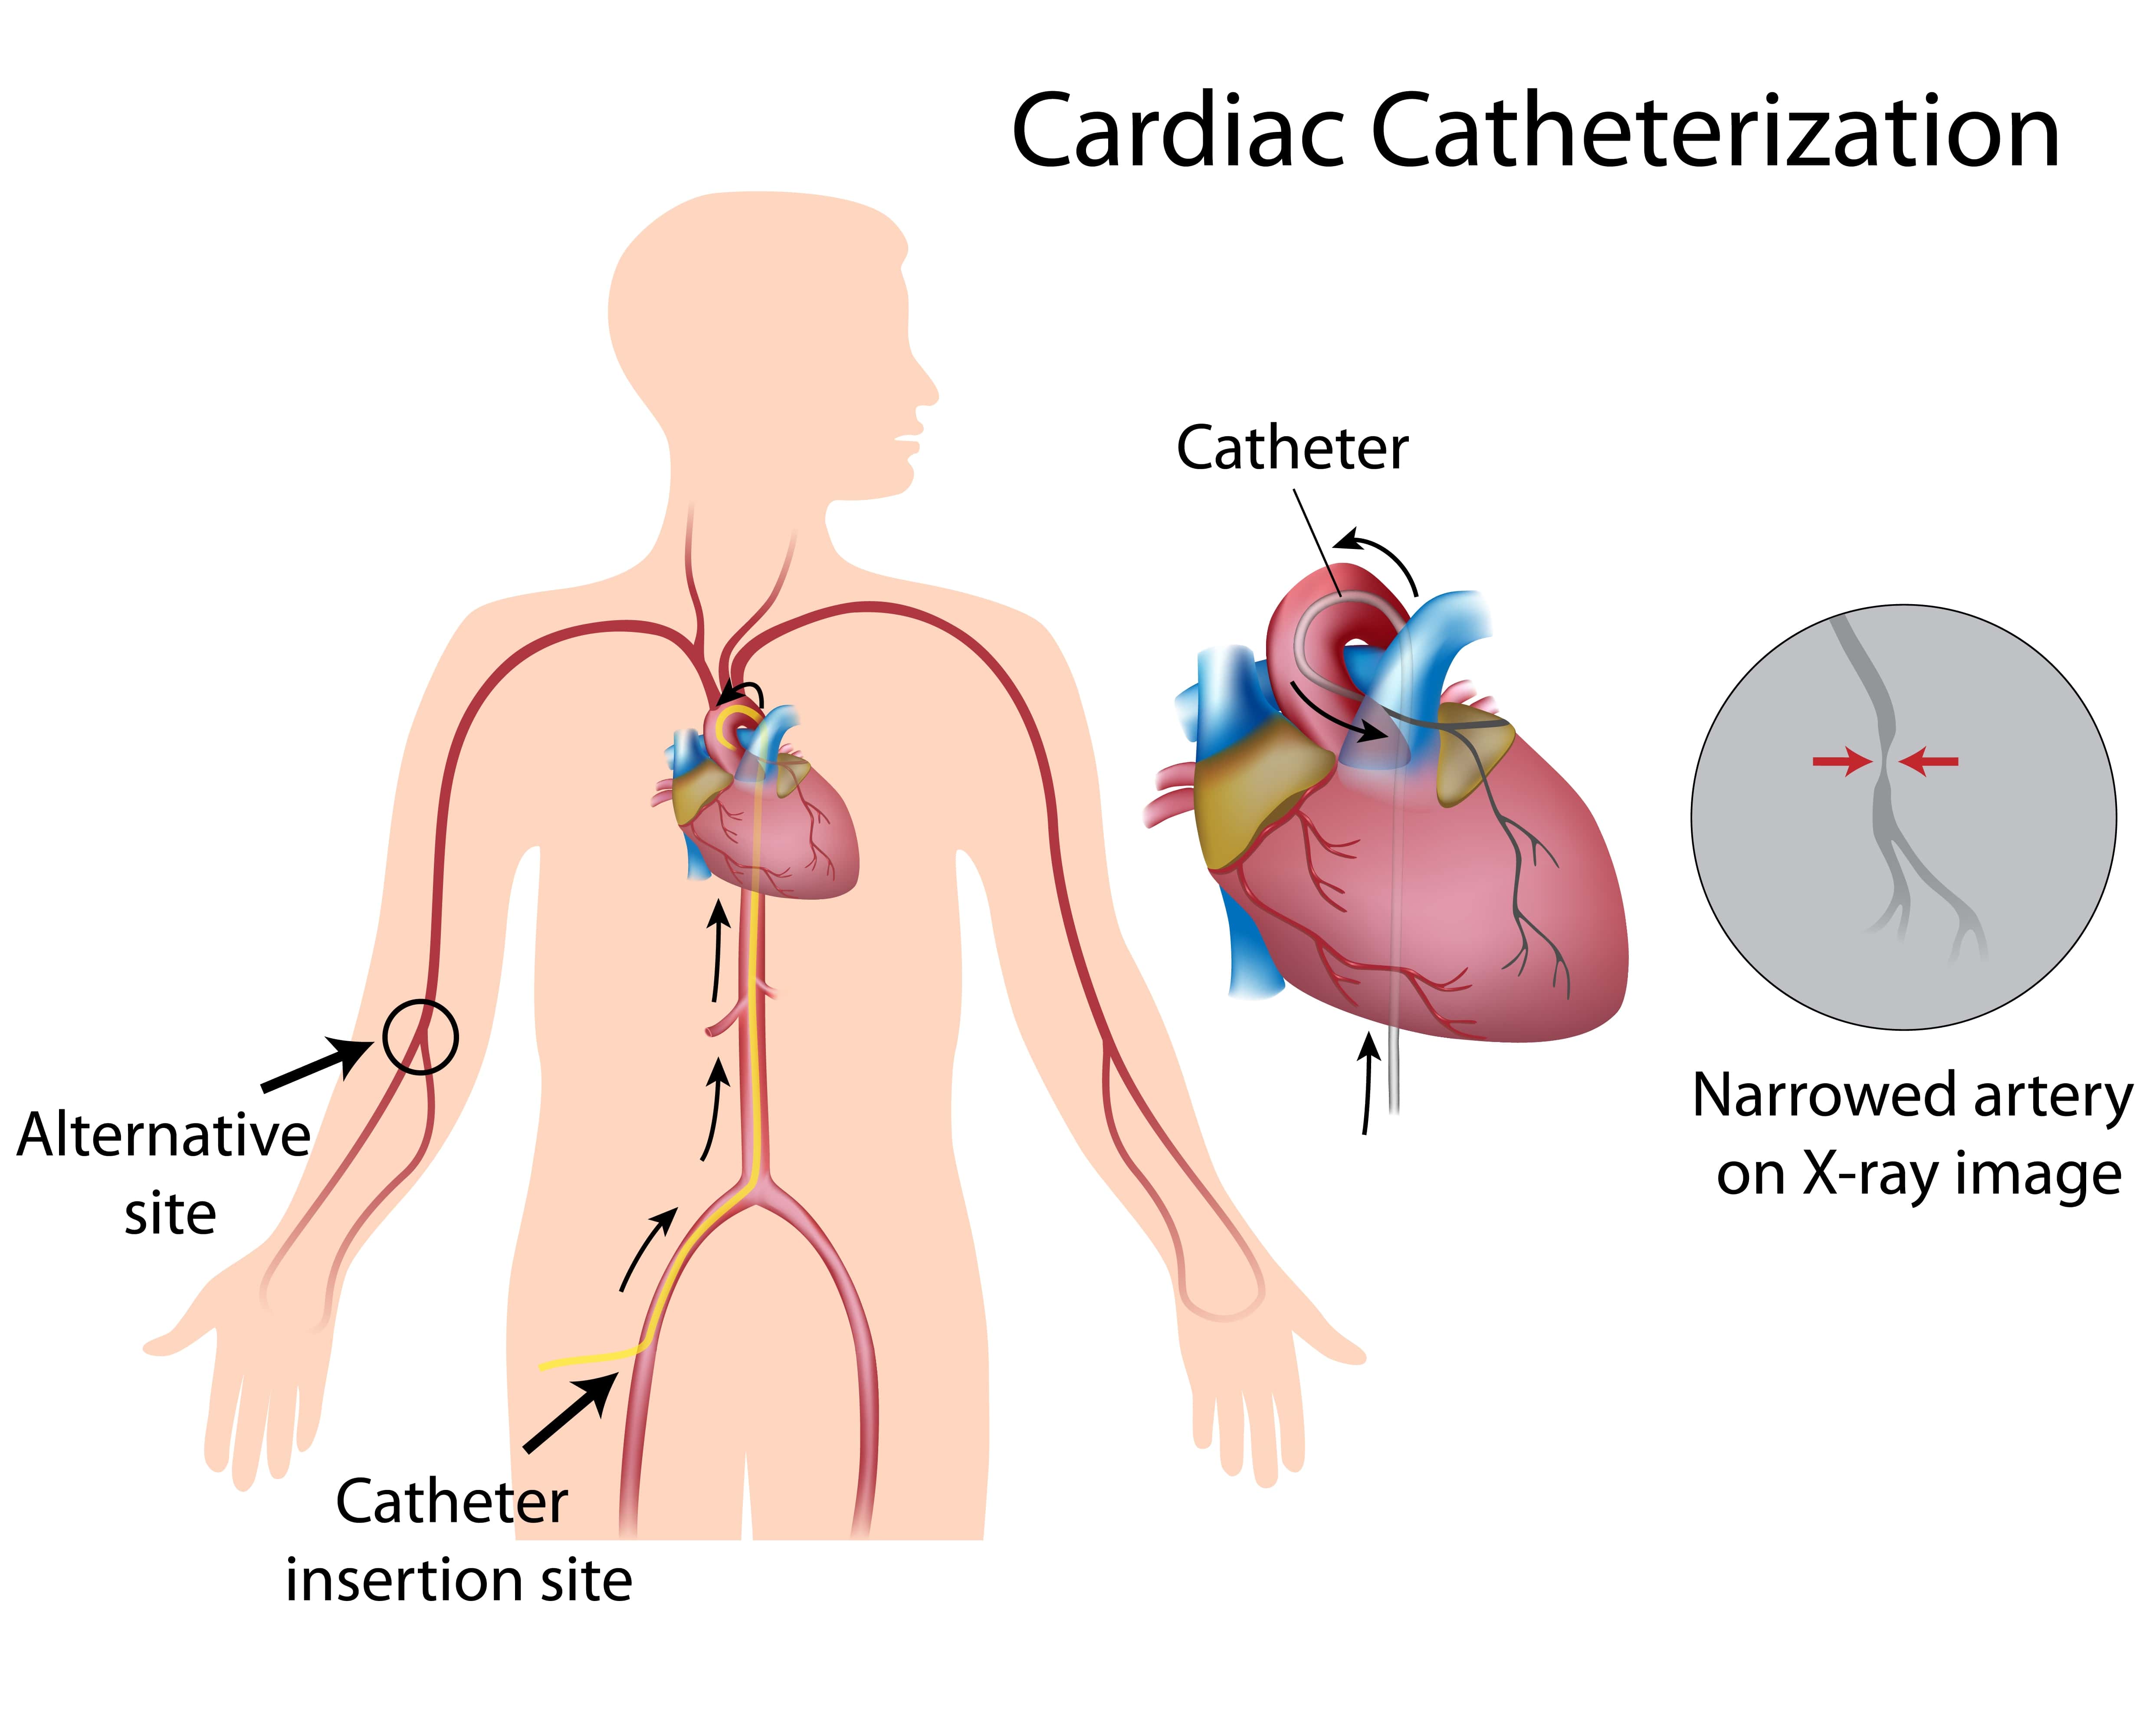 Cardiac Catheterization
Catheter
Alternative
site
Narrowed artery
on X-ray image
Catheter
insertion site